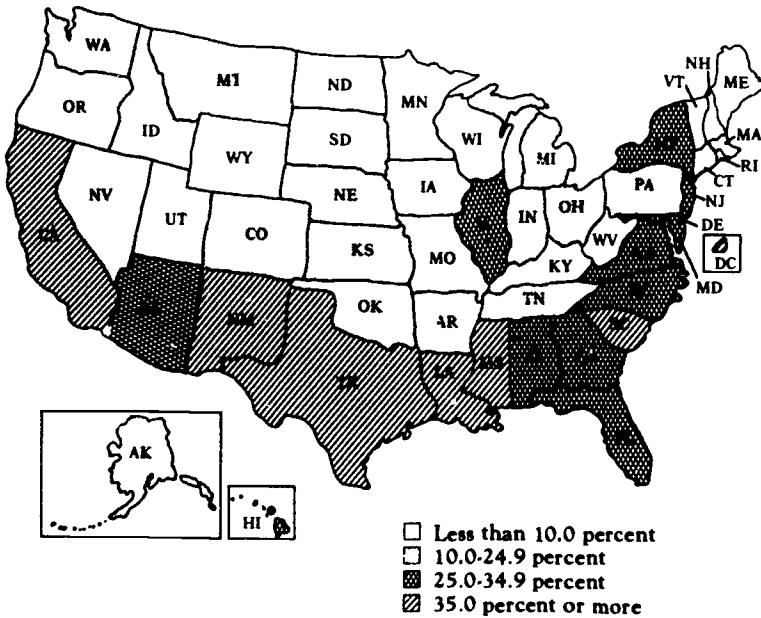 WA
MT
ND
MN
VT
NH
ME
OR
ID
SD
WI
MI
MA
WY
RI
CT
NV
NE
IA
PA
NJ
UT
CO
IN
OH
DE
KS
MO
WV
DC
KY
MD
NM
OK
AR
TN
SC
TX
LA
MS
AK
HI
Less than 10.0 percent
10.0-24.9 percent
25.0-34.9 percent
35.0 percent or more